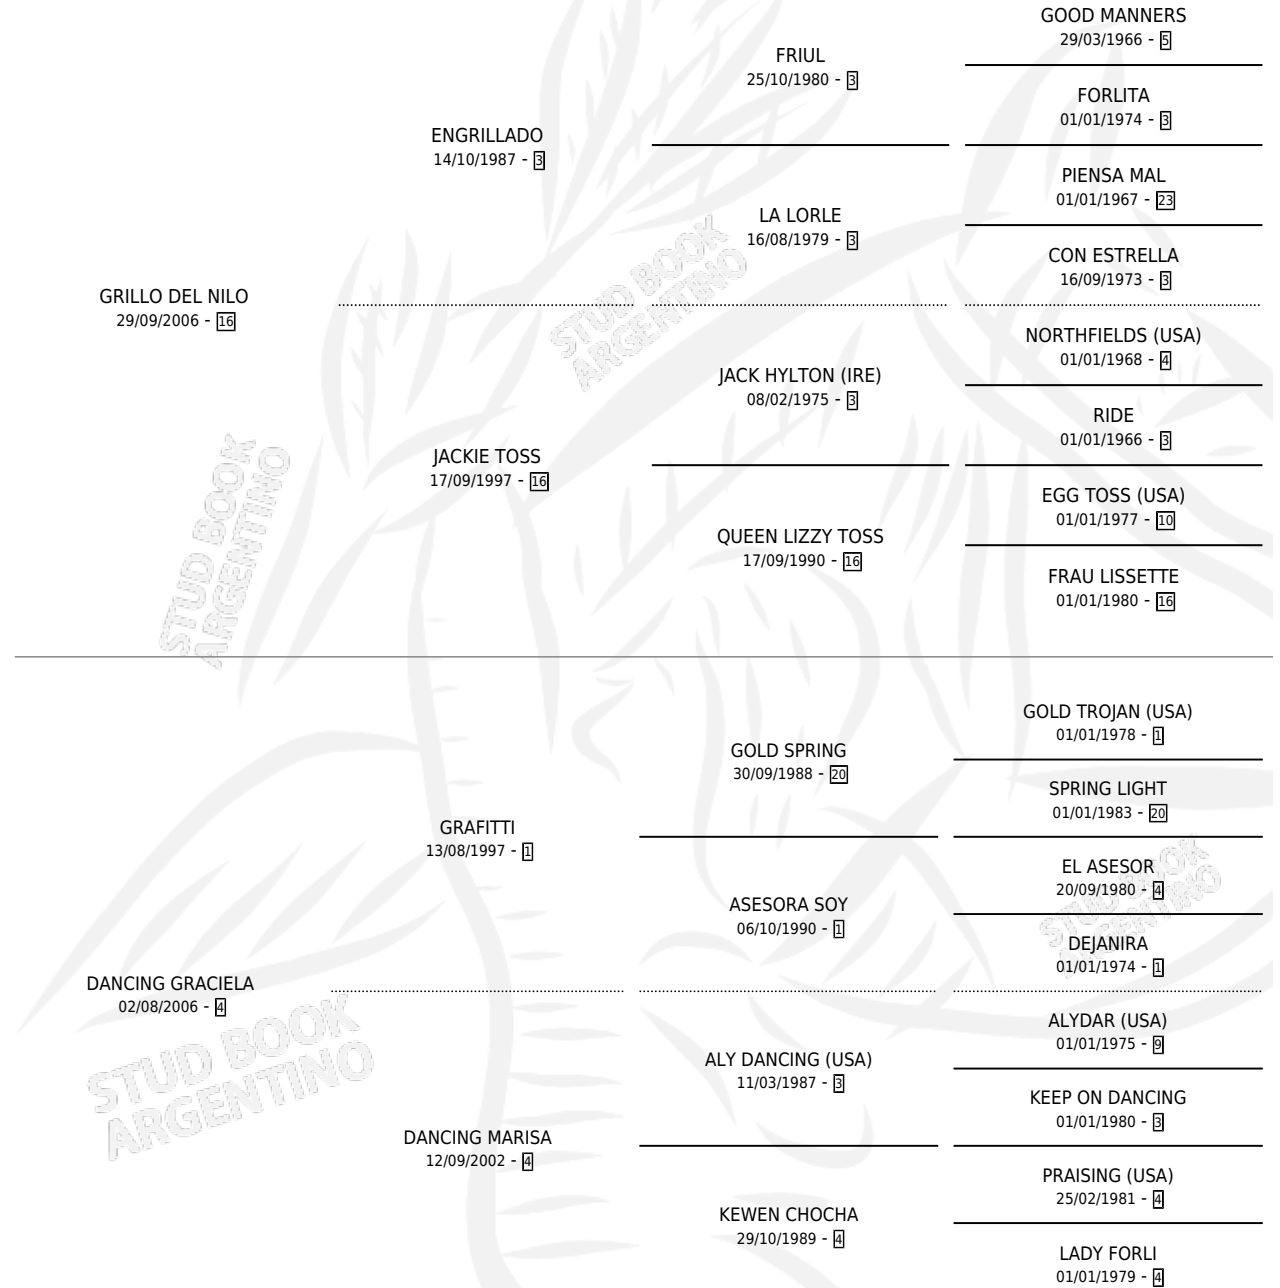 GOOD MANNERS
29/03/1966 - 5
FRIUL
25/10/1980 - 3
FORLITA
01/01/1974 - 3
ENGRILLADO
14/10/1987 - 3
PIENSA MAL
01/01/1967 - 23
LA LORLE
16/08/1979 - 3
CON ESTRELLA
16/09/1973 - 3
GRILLO DEL NILO
29/09/2006 - 16
NORTHFIELDS (USA)
01/01/1968 - 4
JACK HYLTON (IRE)
08/02/1975 - 3
RIDE
01/01/1966 - 3
JACKIE TOSS
17/09/1997 - 16
EGG TOSS (USA)
01/01/1977 - 10
QUEEN LIZZY TOSS
17/09/1990 - 16
FRAU LISSETTE
01/01/1980 - 16
STUD BOOK
ARGENTINO
STUD BOOK
ARGENTINO
GOLD TROJAN (USA)
01/01/1978 - 1
GOLD SPRING
30/09/1988 - 20
SPRING LIGHT
01/01/1983 - 20
GRAFITTI
13/08/1997 - 1
EL ASESOR
20/09/1980 - 4
ASESORA SOY
06/10/1990 - 1
DEJANIRA
01/01/1974 - 1
DANCING GRACIELA
02/08/2006 - 4
ALYDAR (USA)
01/01/1975 - 9
ALY DANCING (USA)
11/03/1987 - 3
KEEP ON DANCING
01/01/1980 - 3
DANCING MARISA
12/09/2002 - 4
PRAISING (USA)
25/02/1981 - 4
KEWEN CHOCHA
29/10/1989 - 4
LADY FORLI
01/01/1979 - 4
STUD BOOK
ARGENTINO
STUD BOOK
ARGENTINO